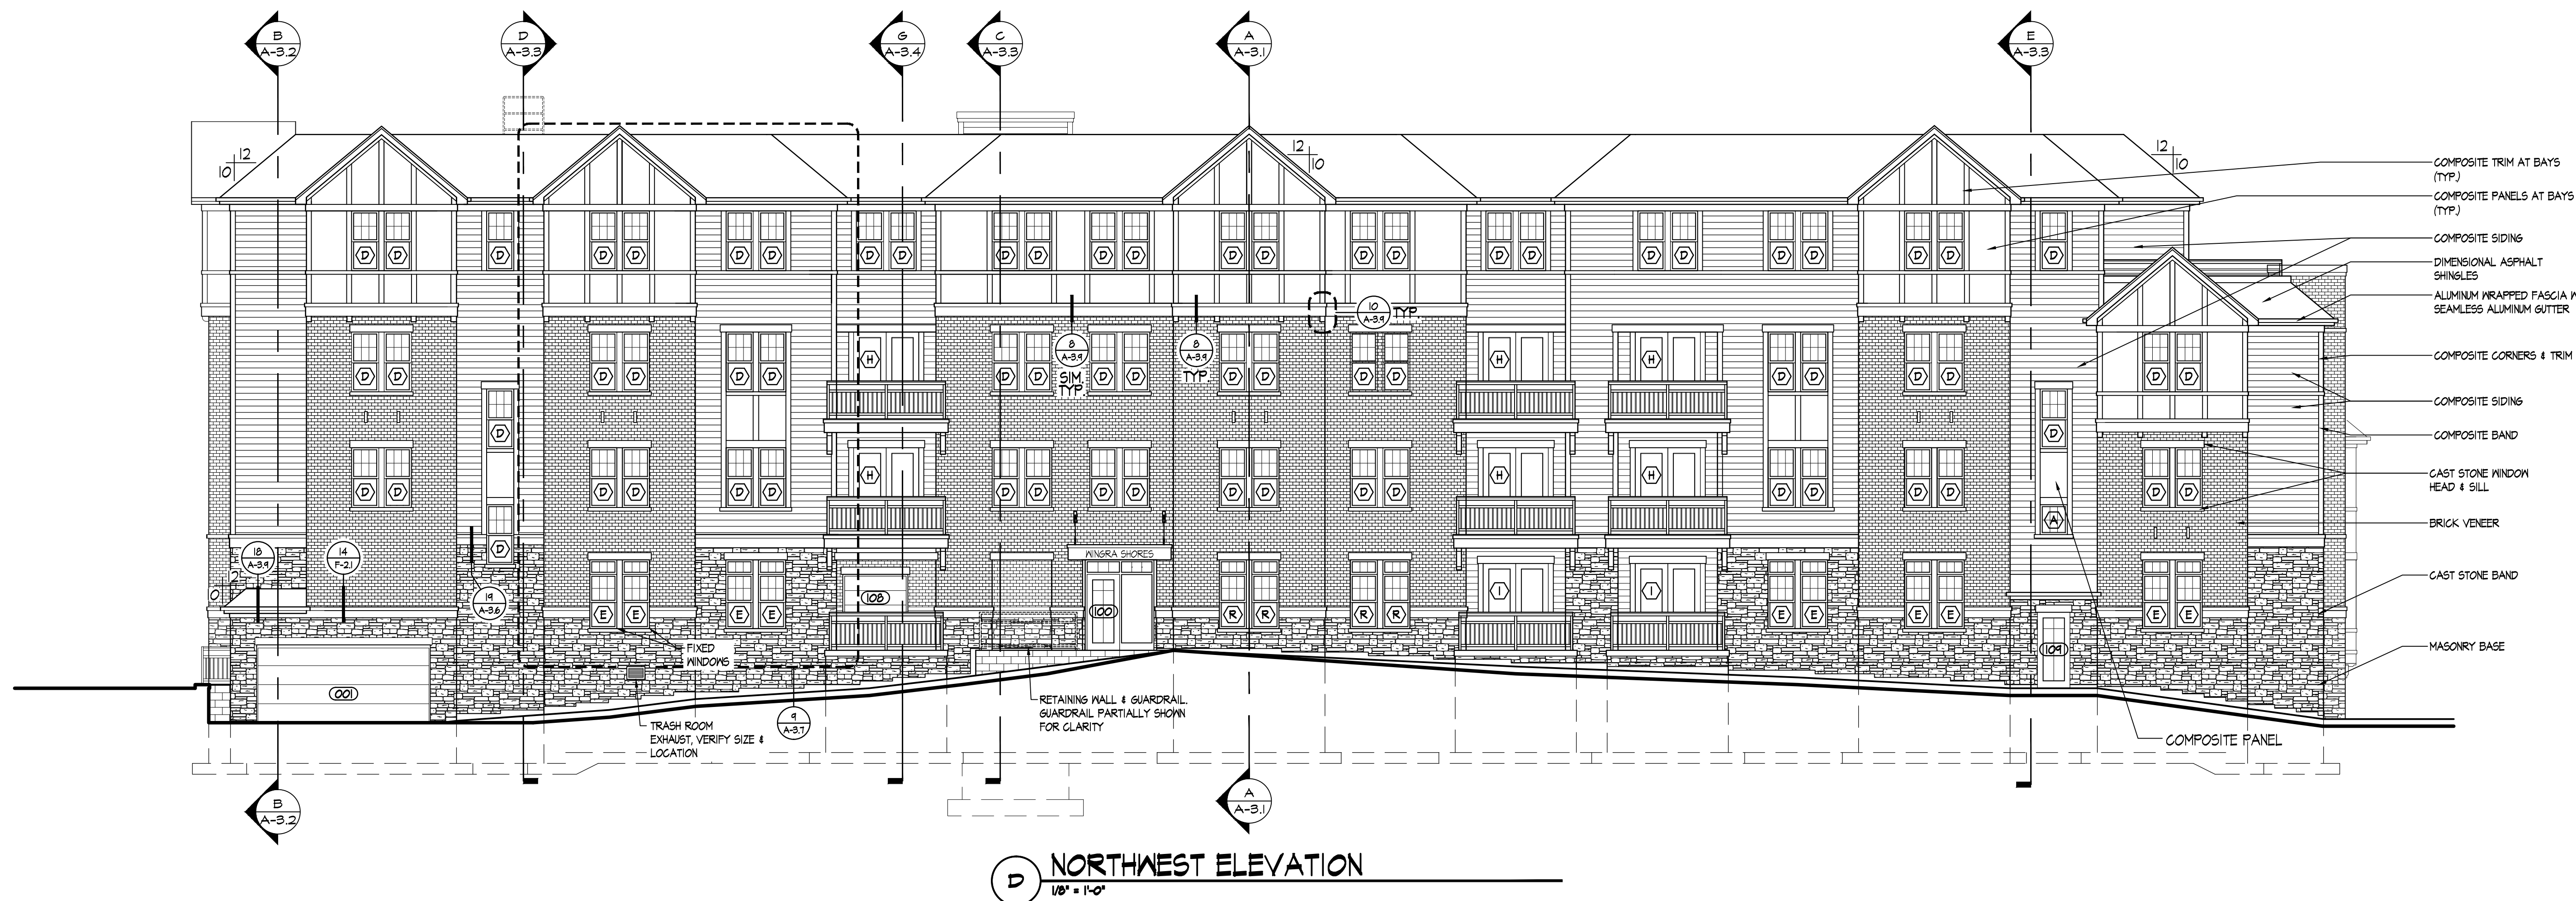 B
A-3.2
D
A-3.3
G
A-3.4
C
A-3.3
A
A-3.1
E
A-3.3
12
10
12
10
12
10
COMPOSITE TRIM AT BAYS
(TYP.)
COMPOSITE PANELS AT BAYS
(TYP.)
COMPOSITE SIDING
DIMENSIONAL ASPHALT
SHINGLES
ALUMINUM WRAPPED FASCIA
SEAMLESS ALUMINUM GUTTER
COMPOSITE CORNERS & TRIM
COMPOSITE SIDING
COMPOSITE BAND
CAST STONE WINDOW
HEAD & SILL
BRICK VENEER
CAST STONE BAND
MASONRY BASE
COMPOSITE PANEL
D D D D D D D D D D D D D D D D D D D D D D D D
10
A-3.9
TYP.
8
A-3.9
SIM.
TYP.
8
A-3.9
TYP.
D D D D D D H D D D D D D D D H H D D D D D D
D D A
D D D D D D H D D D D D D D D H H D D D D D D
D
18
A-3.9
14
F-2.1
19
A-3.6
WINGRA SHORES
E E E E 108 100 R R R R I I E E E E 109 E E
FIXED
WINDOWS
001
TRASH ROOM
EXHAUST, VERIFY SIZE &
LOCATION
9
A-3.7
RETAINING WALL & GUARDRAIL.
GUARDRAIL PARTIALLY SHOWN
FOR CLARITY
B
A-3.2
A
A-3.1
D
NORTHWEST ELEVATION
1/8" = 1'-0"